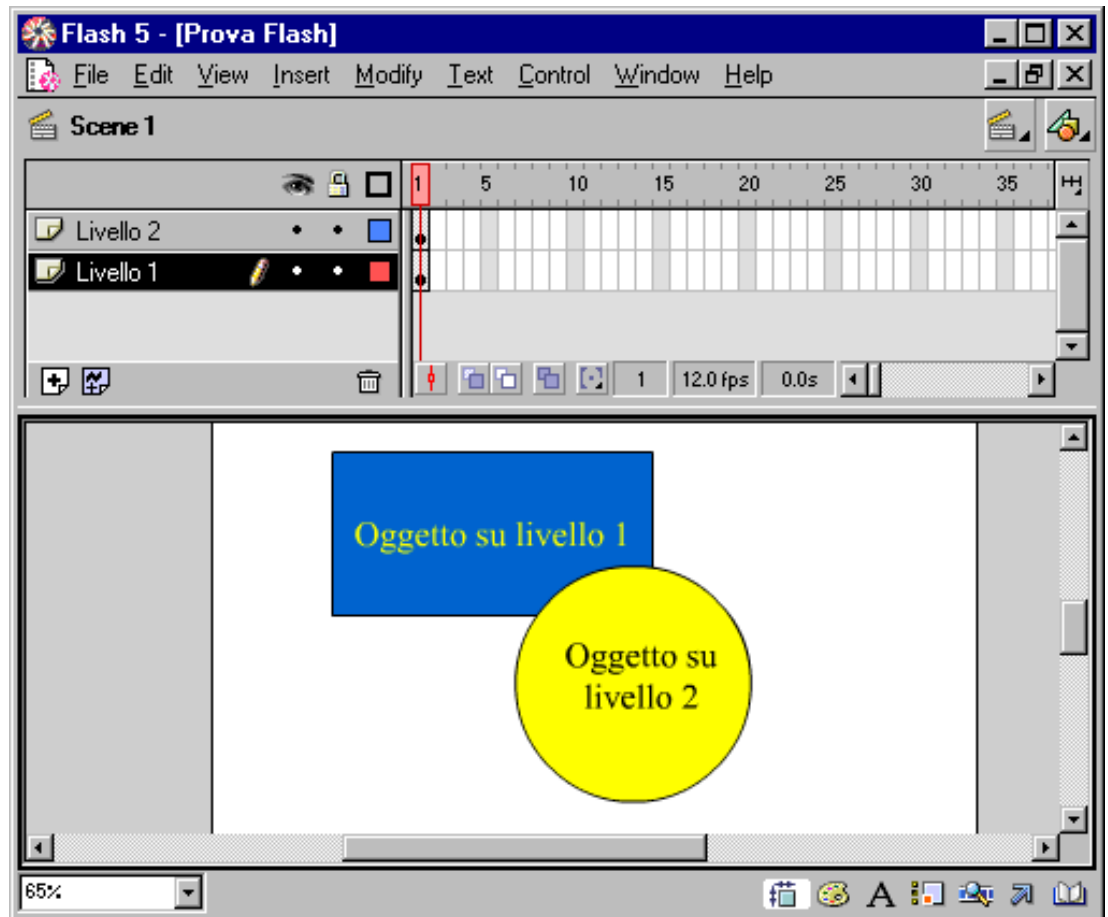 Flash 5 - [Prova Flash]
File Edit View Insert Modify Text Control Window Help
Scene 1
1 5 10 15 20 25 30 35
Livello 2
Livello 1
1 12.0 fps 0.0s
Oggetto su livello 1
Oggetto su
livello 2
65%
A